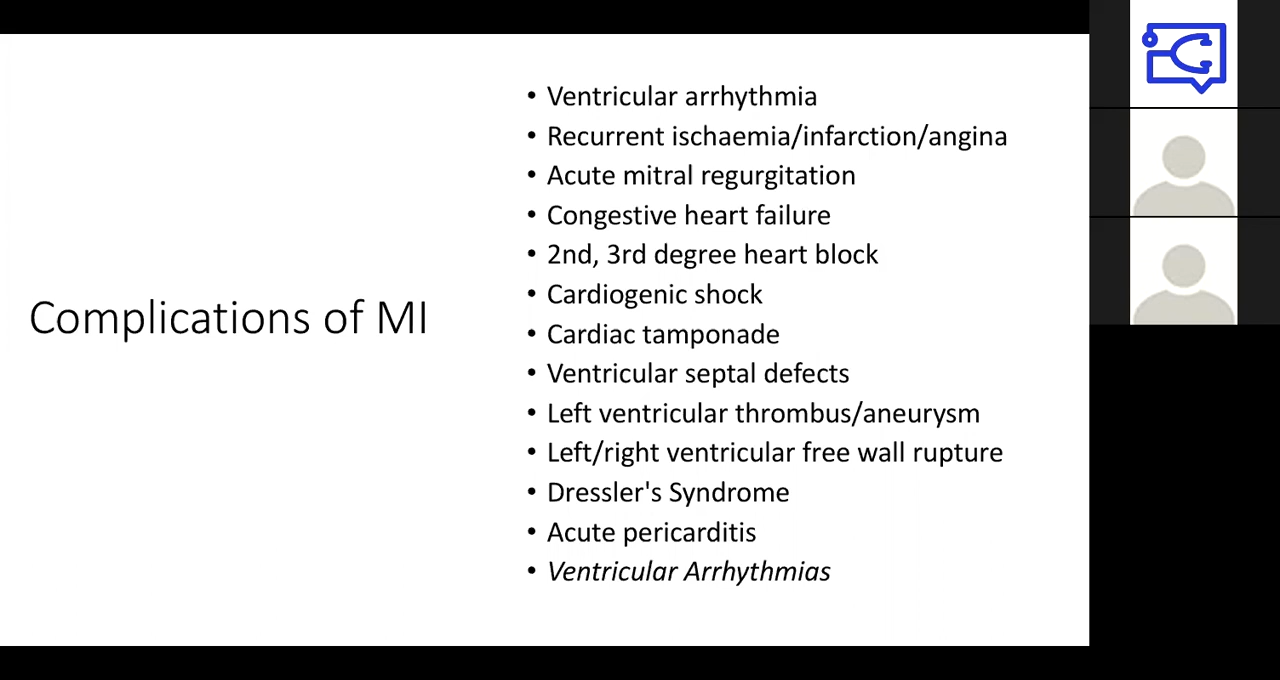 Complications of MI
• Ventricular arrhythmia
• Recurrent ischaemia/infarction/angina
• Acute mitral regurgitation
• Congestive heart failure
• 2nd, 3rd degree heart block
• Cardiogenic shock
• Cardiac tamponade
• Ventricular septal defects
• Left ventricular thrombus/aneurysm
• Left/right ventricular free wall rupture
• Dressler's Syndrome
• Acute pericarditis
• Ventricular Arrhythmias